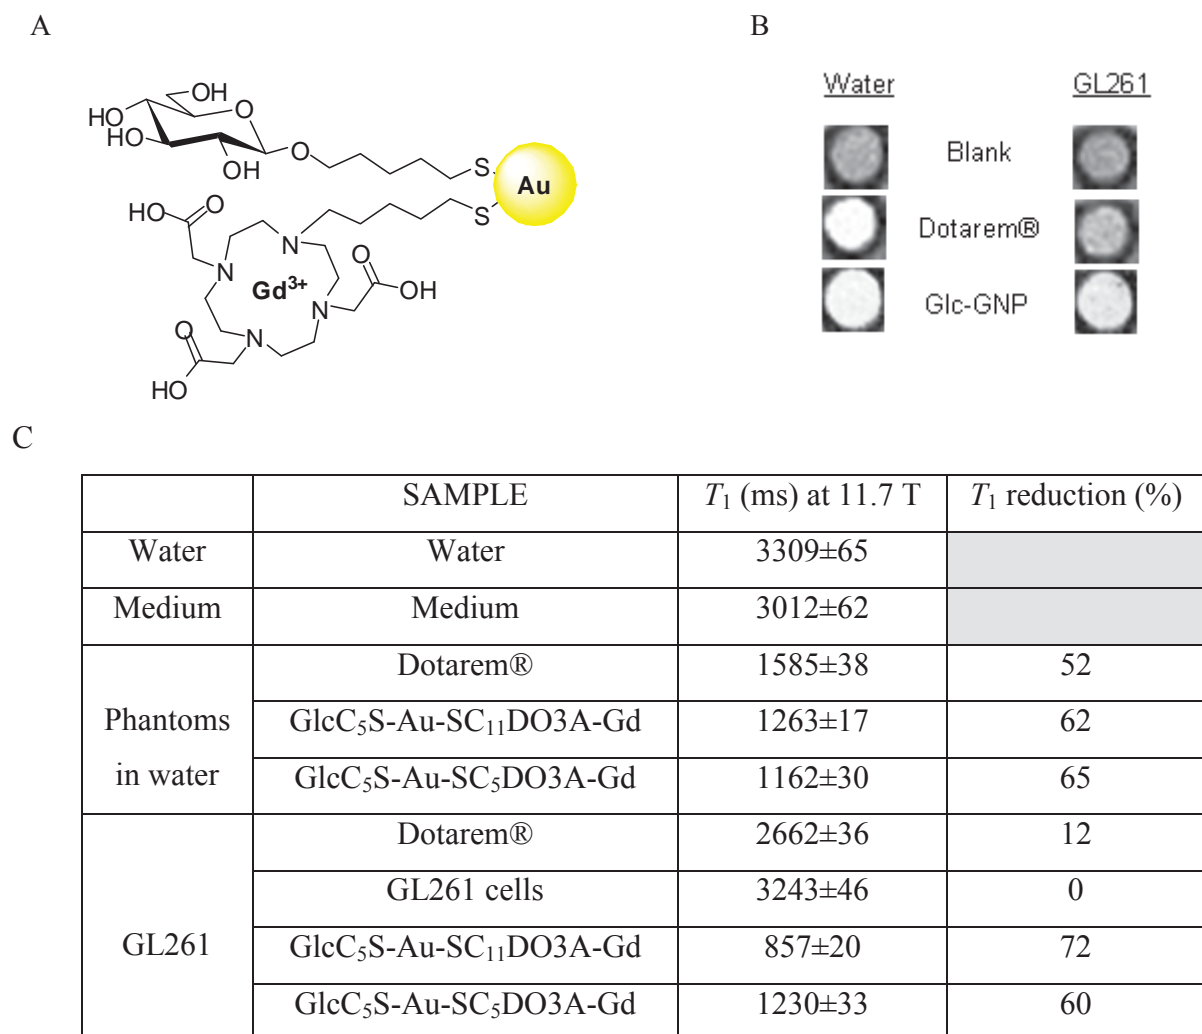 A
B
OH
HO
O
HO
HO
O
OH
S
Au
S
O
HO
N
N
O
OH
Gd³⁺
N
N
O
HO
Water
GL261
Blank
Dotarem®
Glc-GNP
C
SAMPLE T₁ (ms) at 11.7 T T₁ reduction (%)
Water Water 3309±65
Medium Medium 3012±62
Phantoms in water
Dotarem® 1585±38 52
GlcC₅S-Au-SC₁₁DO3A-Gd 1263±17 62
GlcC₅S-Au-SC₅DO3A-Gd 1162±30 65
GL261
Dotarem® 2662±36 12
GL261 cells 3243±46 0
GlcC₅S-Au-SC₁₁DO3A-Gd 857±20 72
GlcC₅S-Au-SC₅DO3A-Gd 1230±33 60